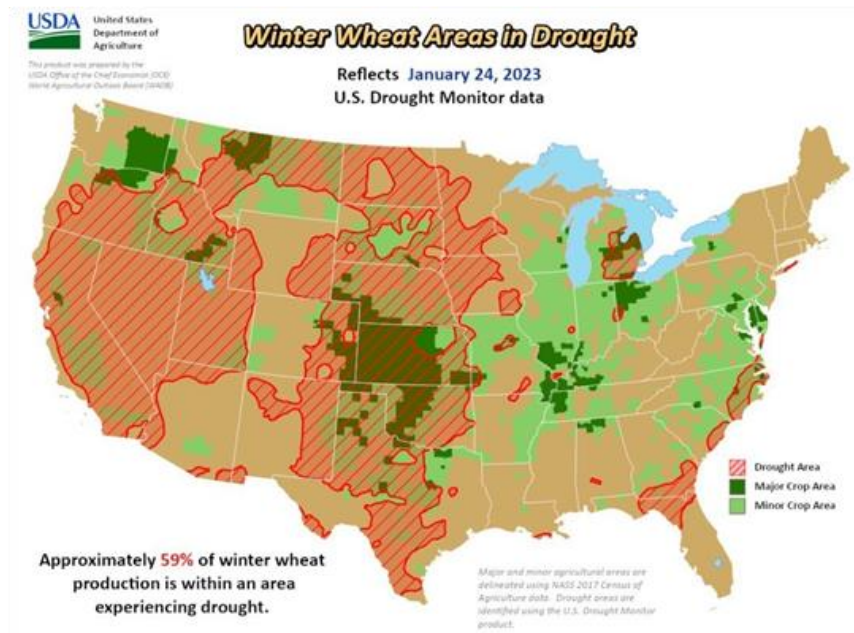 USDA
United States
Department of
Agriculture
This product was prepared by the
USDA Office of the Chief Economist (OCE)
World Agricultural Outlook Board (WAOB)
Winter Wheat Areas in Drought
Reflects January 24, 2023
U.S. Drought Monitor data
Drought Area
Major Crop Area
Minor Crop Area
Approximately 59% of winter wheat
production is within an area
experiencing drought.
Major and minor agricultural areas are
delineated using NASS 2017 Census of
Agriculture data. Drought areas are
identified using the U.S. Drought Monitor
product.